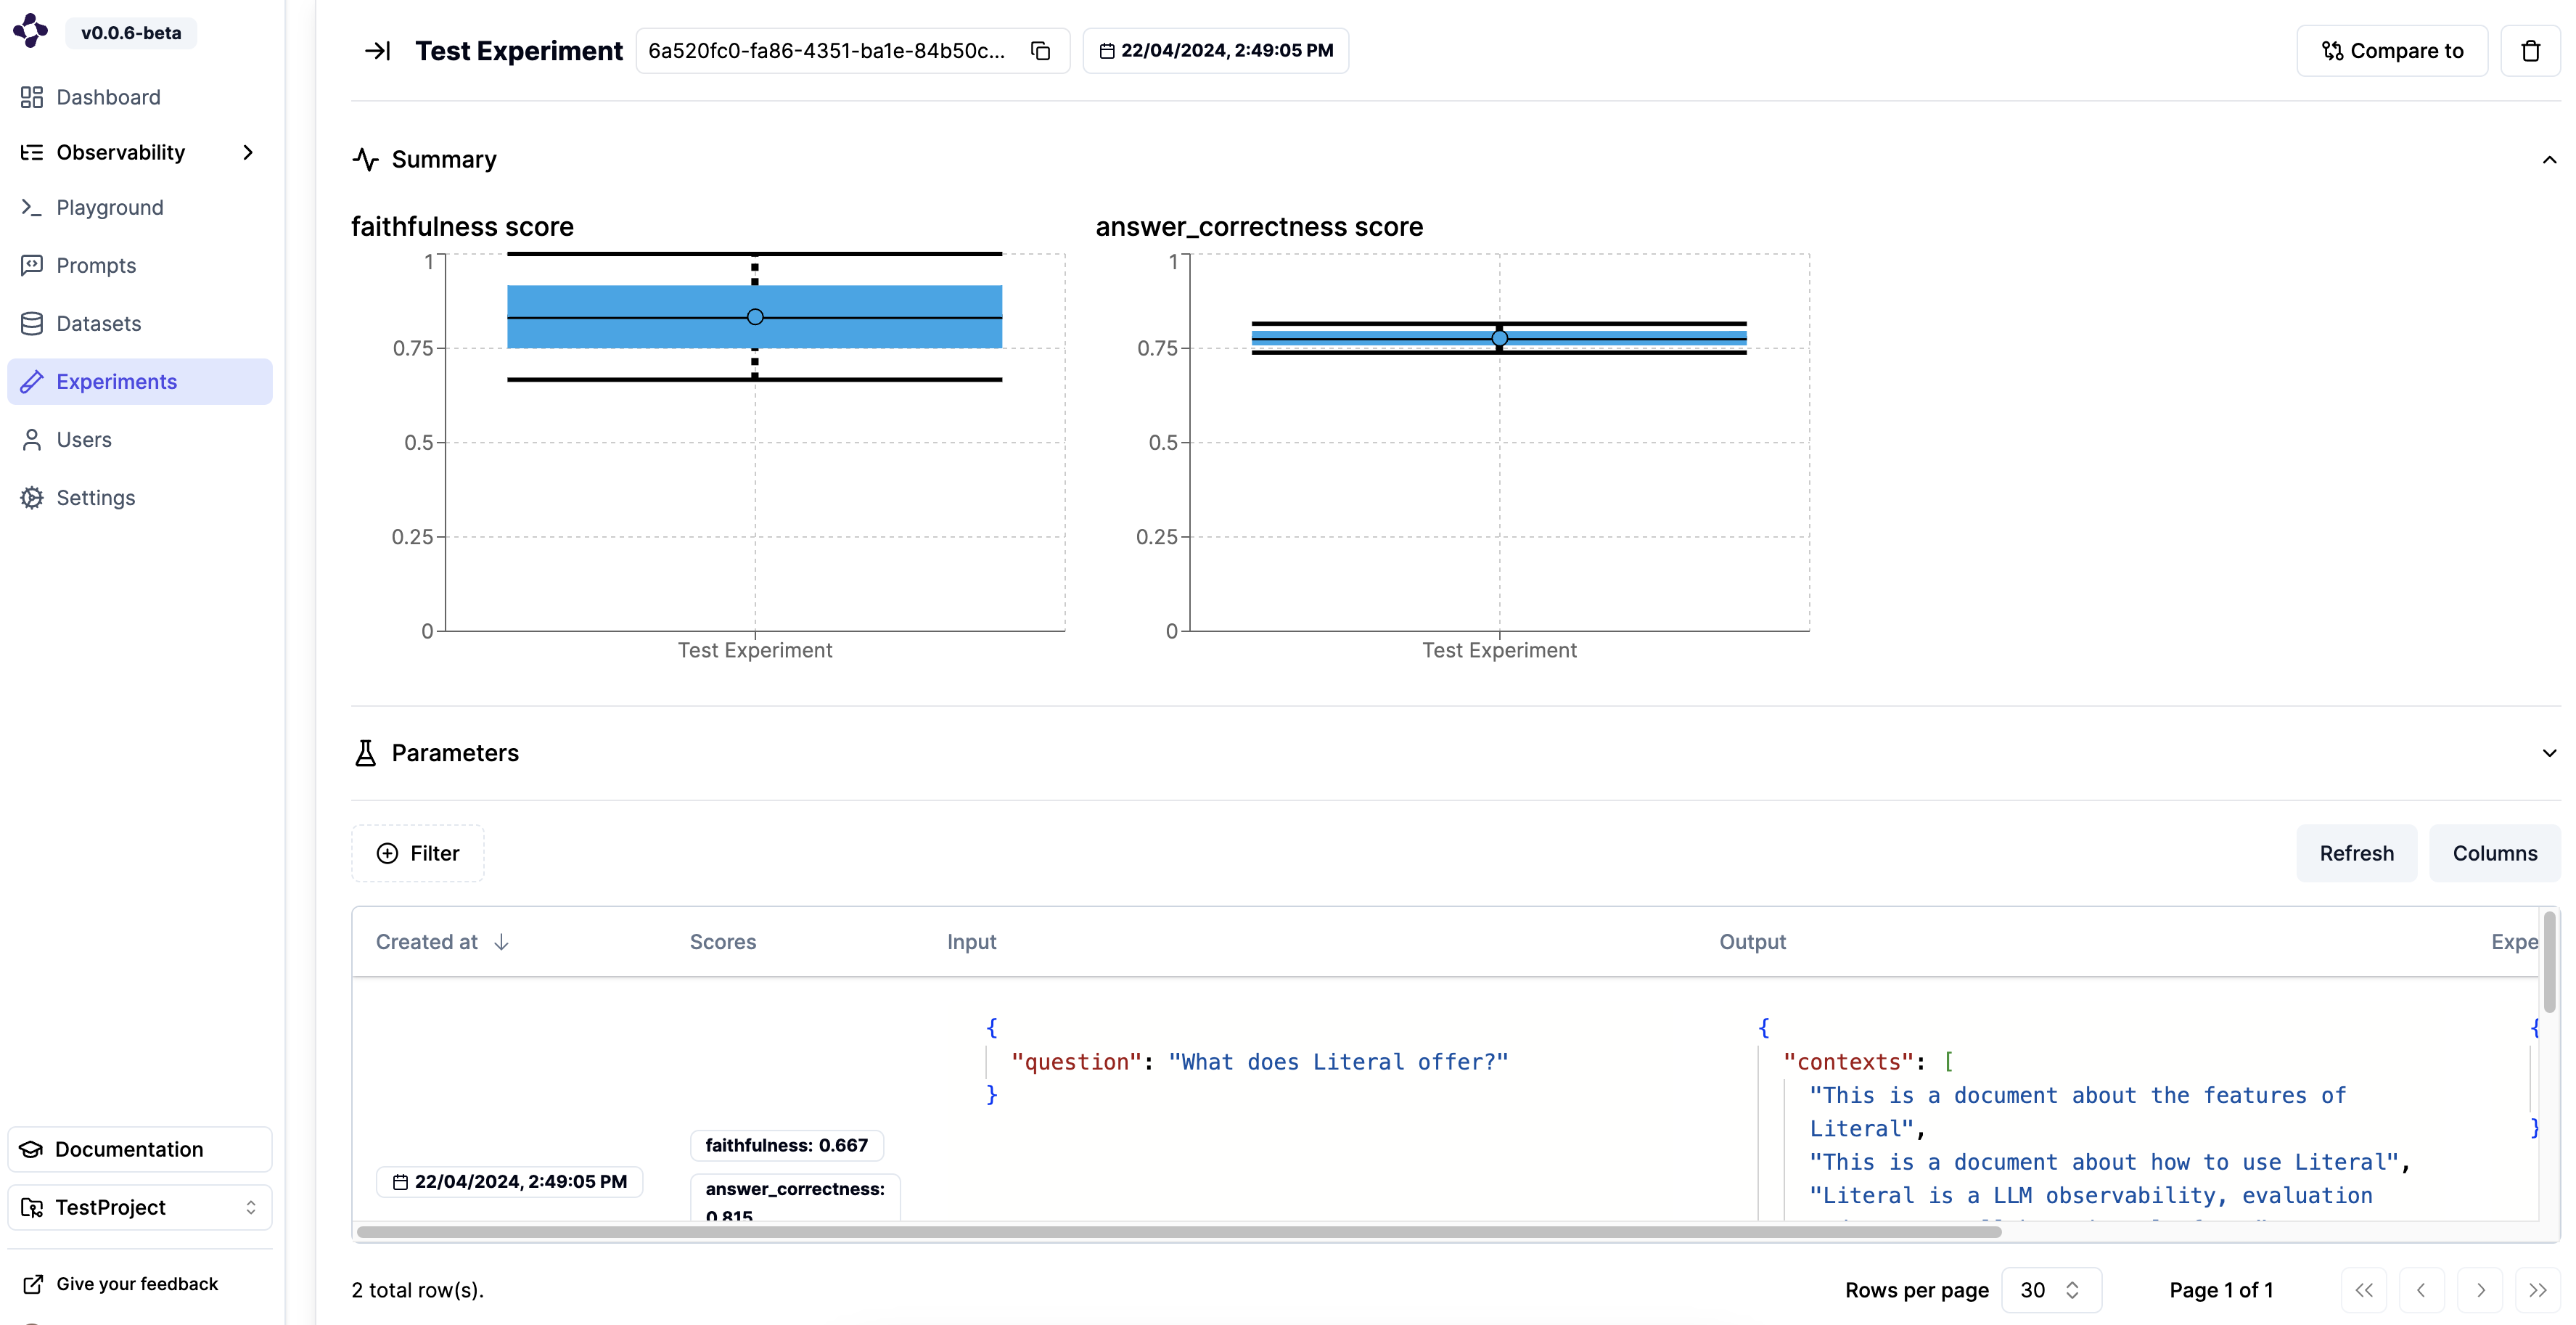 v0.0.6-beta
Dashboard
Observability
Playground
Prompts
Datasets
Experiments
Users
Settings
Documentation
TestProject
Give your feedback
Test Experiment
6a520fc0-fa86-4351-ba1e-84b50c...
22/04/2024, 2:49:05 PM
Compare to
Summary
faithfulness score
1
0.75
0.5
0.25
0
Test Experiment
answer_correctness score
1
0.75
0.5
0.25
0
Test Experiment
Parameters
Filter
Refresh
Columns
Created at
Scores
Input
Output
Expe
22/04/2024, 2:49:05 PM
faithfulness: 0.667
answer_correctness:
0.815
{
"question": "What does Literal offer?"
}
{
"contexts": [
"This is a document about the features of
Literal",
"This is a document about how to use Literal",
"Literal is a LLM observability, evaluation
{
}
2 total row(s).
Rows per page
30
Page 1 of 1